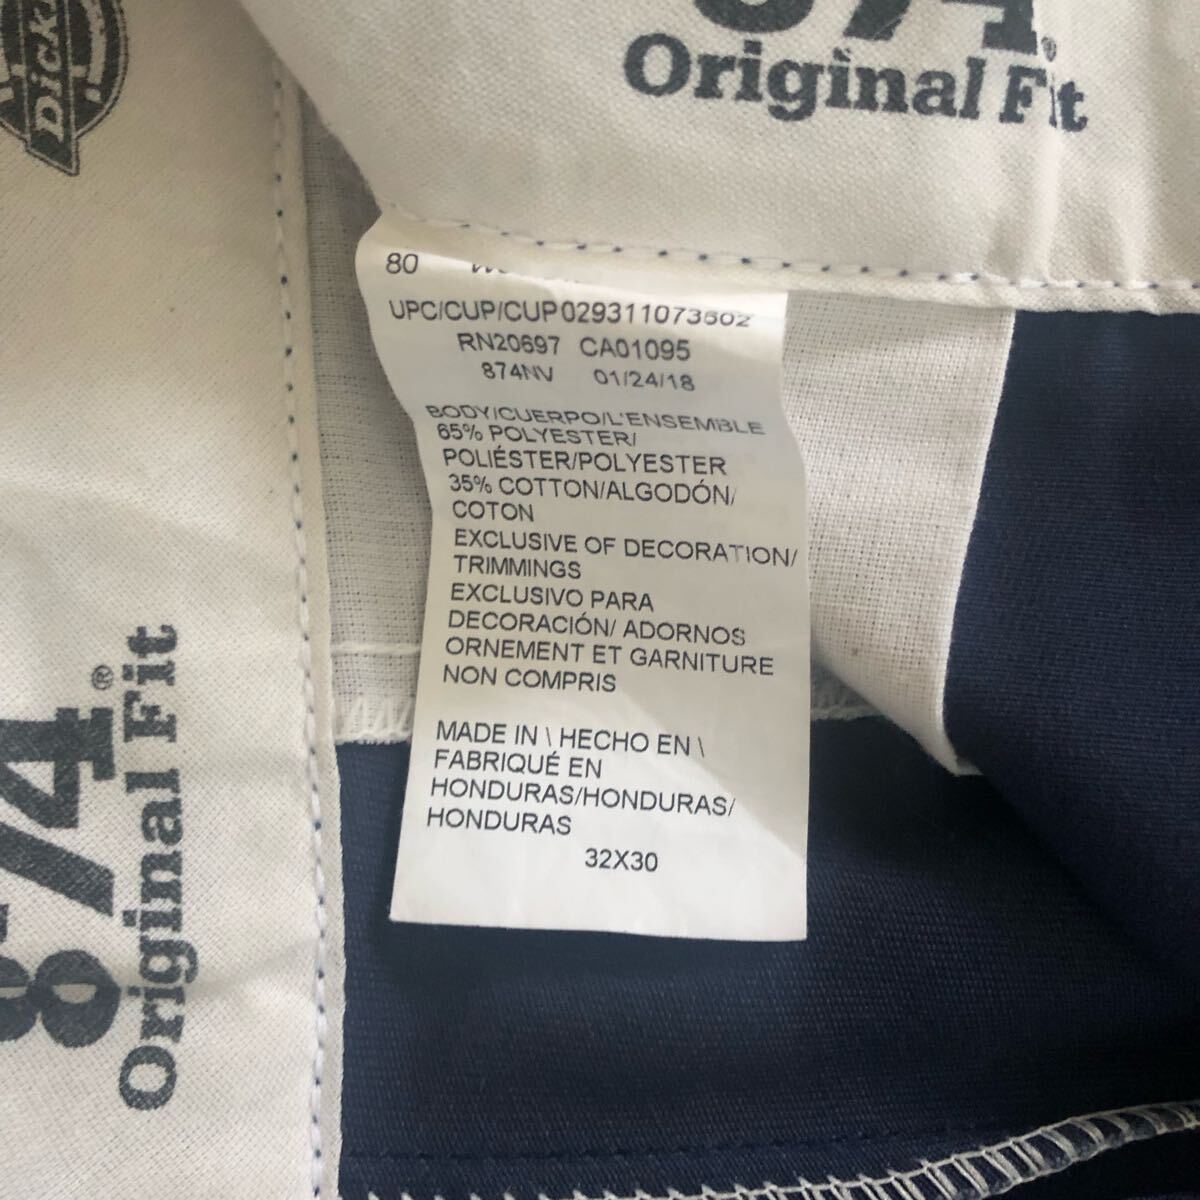 DICKI
874®
Original Fit
Original Fit
80
UPC/CUP/CUP029311073602
RN20697 CA01095
874NV 01/24/18
BODY/CUERPO/L'ENSEMBLE
65% POLYESTER/
POLIÉSTER/POLYESTER
35% COTTON/ALGODÓN/
COTON
EXCLUSIVE OF DECORATION/
TRIMMINGS
EXCLUSIVO PARA
DECORACIÓN/ ADORNOS
ORNEMENT ET GARNITURE
NON COMPRIS
MADE IN \ HECHO EN \
FABRIQUÉ EN
HONDURAS/HONDURAS/
HONDURAS
32X30